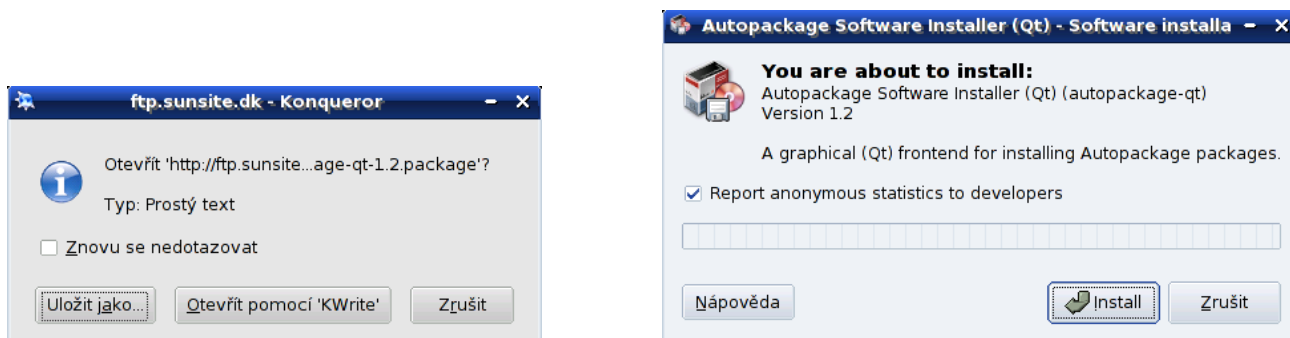 ftp.sunsite.dk - Konqueror
Otevřít 'http://ftp.sunsite...age-qt-1.2.package'?
Typ: Prostý text
Znovu se nedotazovat
Uložit jako...
Otevřít pomocí 'KWrite'
Zrušit
Autopackage Software Installer (Qt) - Software installa
You are about to install:
Autopackage Software Installer (Qt) (autopackage-qt)
Version 1.2
A graphical (Qt) frontend for installing Autopackage packages.
Report anonymous statistics to developers
Nápověda
Install
Zrušit